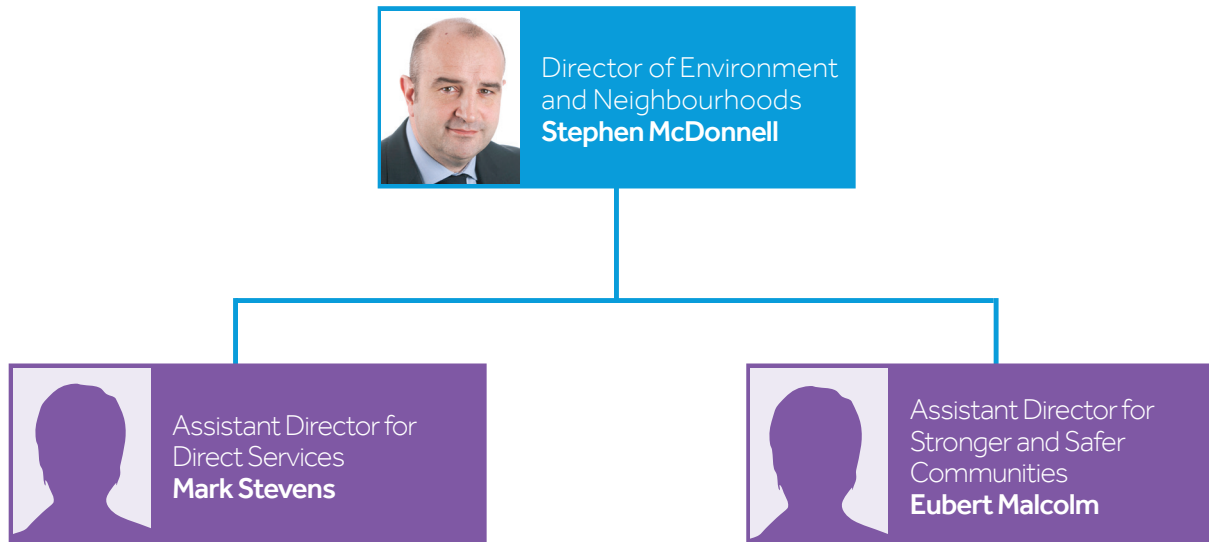 Director of Environment
and Neighbourhoods
Stephen McDonnell
Assistant Director for
Direct Services
Mark Stevens
Assistant Director for
Stronger and Safer
Communities
Eubert Malcolm